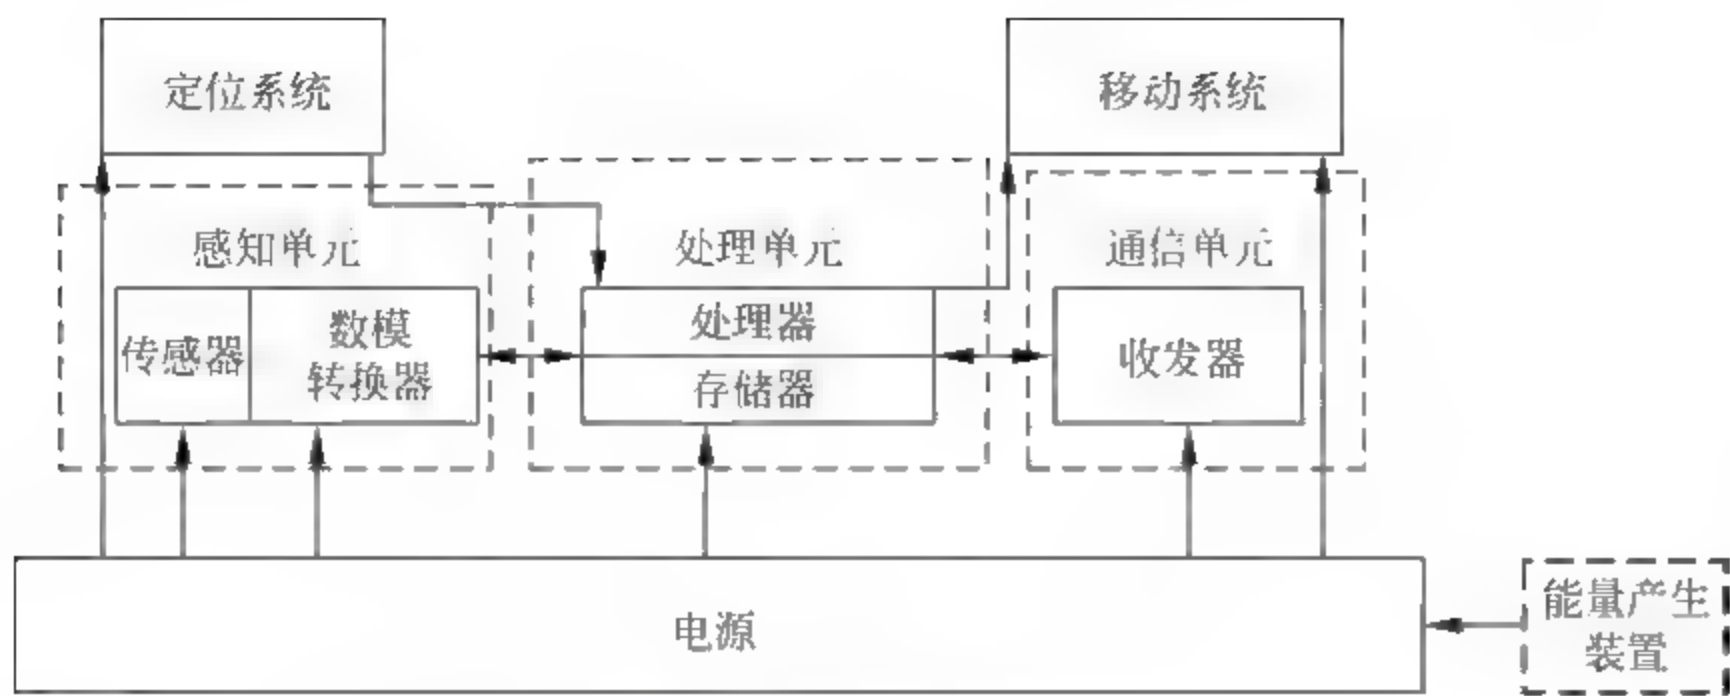 定位系统
移动系统
感知单元
处理单元
通信单元
传感器
数模
转换器
处理器
存储器
收发器
电源
能量产生
装置